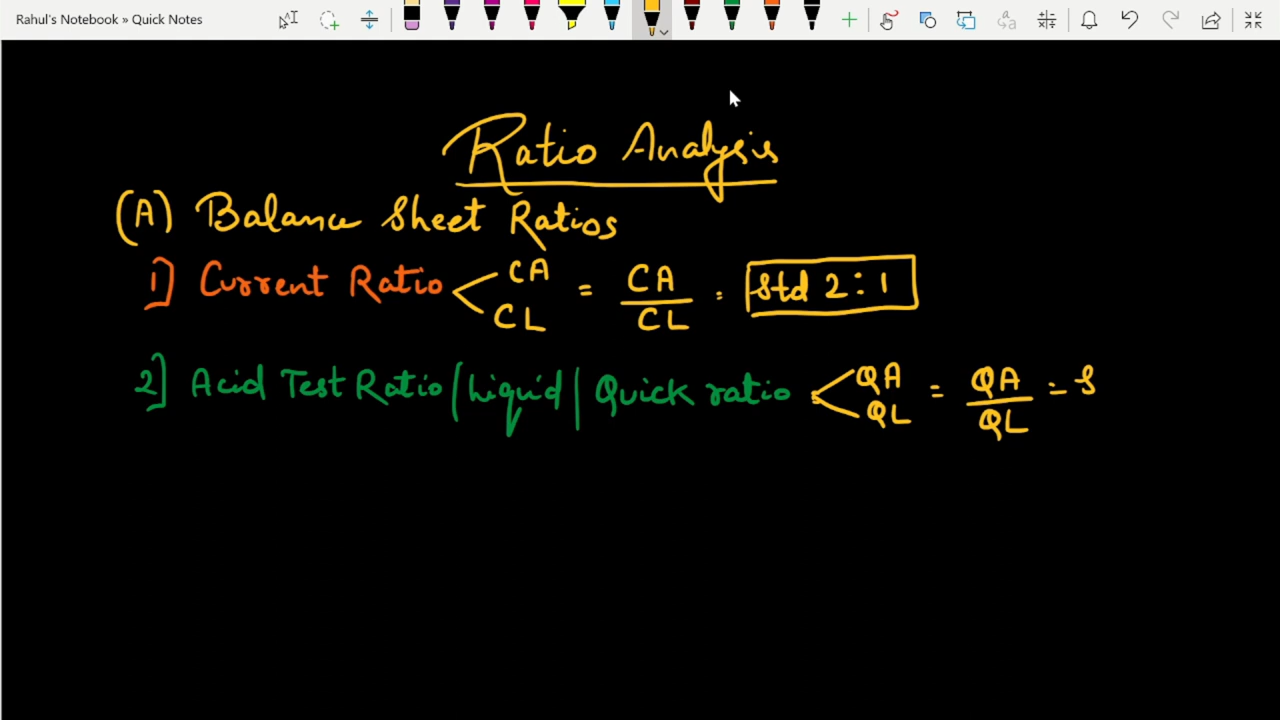 Rahul's Notebook » Quick Notes
Ratio Analysis
(A) Balance Sheet Ratios
1] Current Ratio < CA CL = CA/CL = Std 2:1
2] Acid Test Ratio/Liquid/Quick ratio = < QA QL = QA/QL = S